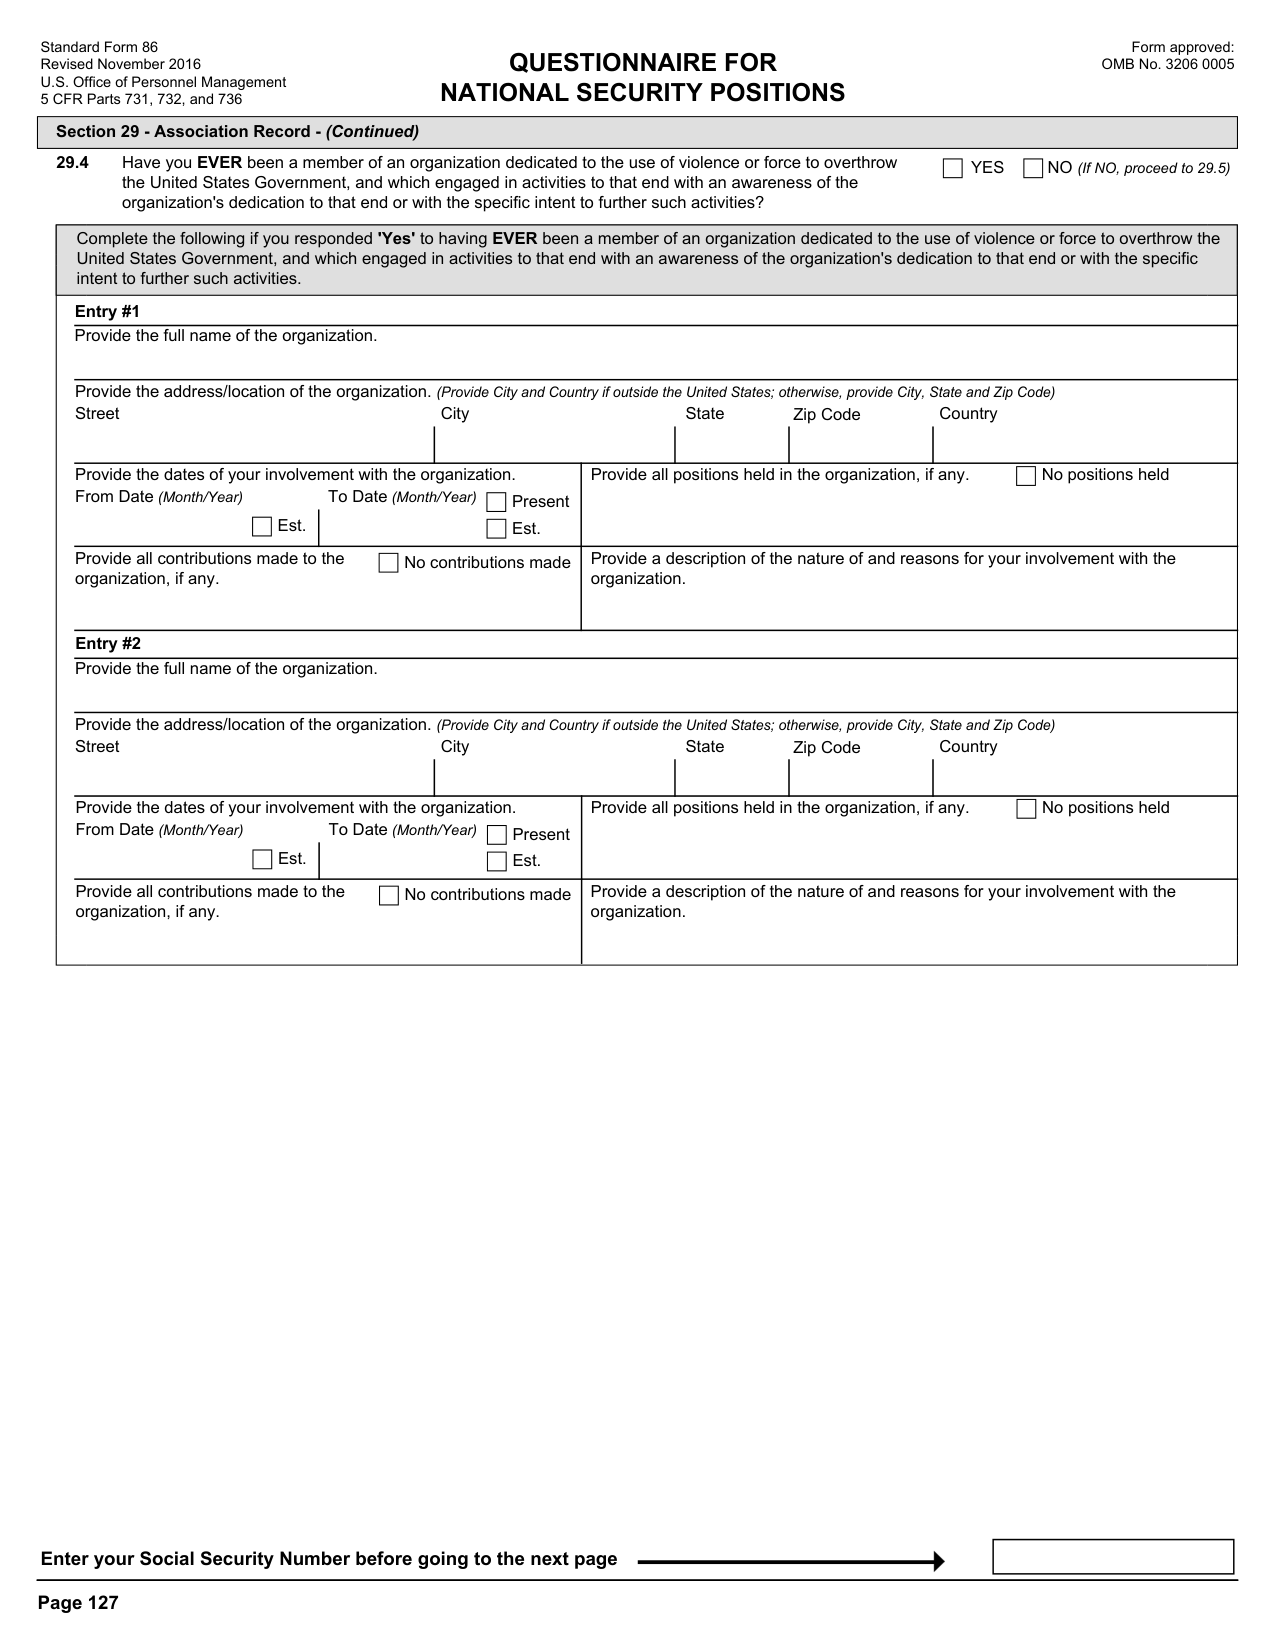 Standard Form 86
Revised November 2016
U.S. Office of Personnel Management
5 CFR Parts 731, 732, and 736
QUESTIONNAIRE FOR
NATIONAL SECURITY POSITIONS
Form approved:
OMB No. 3206 0005
Section 29 - Association Record - (Continued)
29.4 Have you EVER been a member of an organization dedicated to the use of violence or force to overthrow
the United States Government, and which engaged in activities to that end with an awareness of the
organization's dedication to that end or with the specific intent to further such activities?
YES NO (If NO, proceed to 29.5)
Complete the following if you responded 'Yes' to having EVER been a member of an organization dedicated to the use of violence or force to overthrow the
United States Government, and which engaged in activities to that end with an awareness of the organization's dedication to that end or with the specific
intent to further such activities.
Entry #1
Provide the full name of the organization.
Provide the address/location of the organization. (Provide City and Country if outside the United States; otherwise, provide City, State and Zip Code)
Street City State Zip Code Country
Provide the dates of your involvement with the organization.
From Date (Month/Year) To Date (Month/Year) Present
Est. Est.
Provide all positions held in the organization, if any. No positions held
Provide all contributions made to the No contributions made
organization, if any.
Provide a description of the nature of and reasons for your involvement with the
organization.
Entry #2
Provide the full name of the organization.
Provide the address/location of the organization. (Provide City and Country if outside the United States; otherwise, provide City, State and Zip Code)
Street City State Zip Code Country
Provide the dates of your involvement with the organization.
From Date (Month/Year) To Date (Month/Year) Present
Est. Est.
Provide all positions held in the organization, if any. No positions held
Provide all contributions made to the No contributions made
organization, if any.
Provide a description of the nature of and reasons for your involvement with the
organization.
Enter your Social Security Number before going to the next page
Page 127